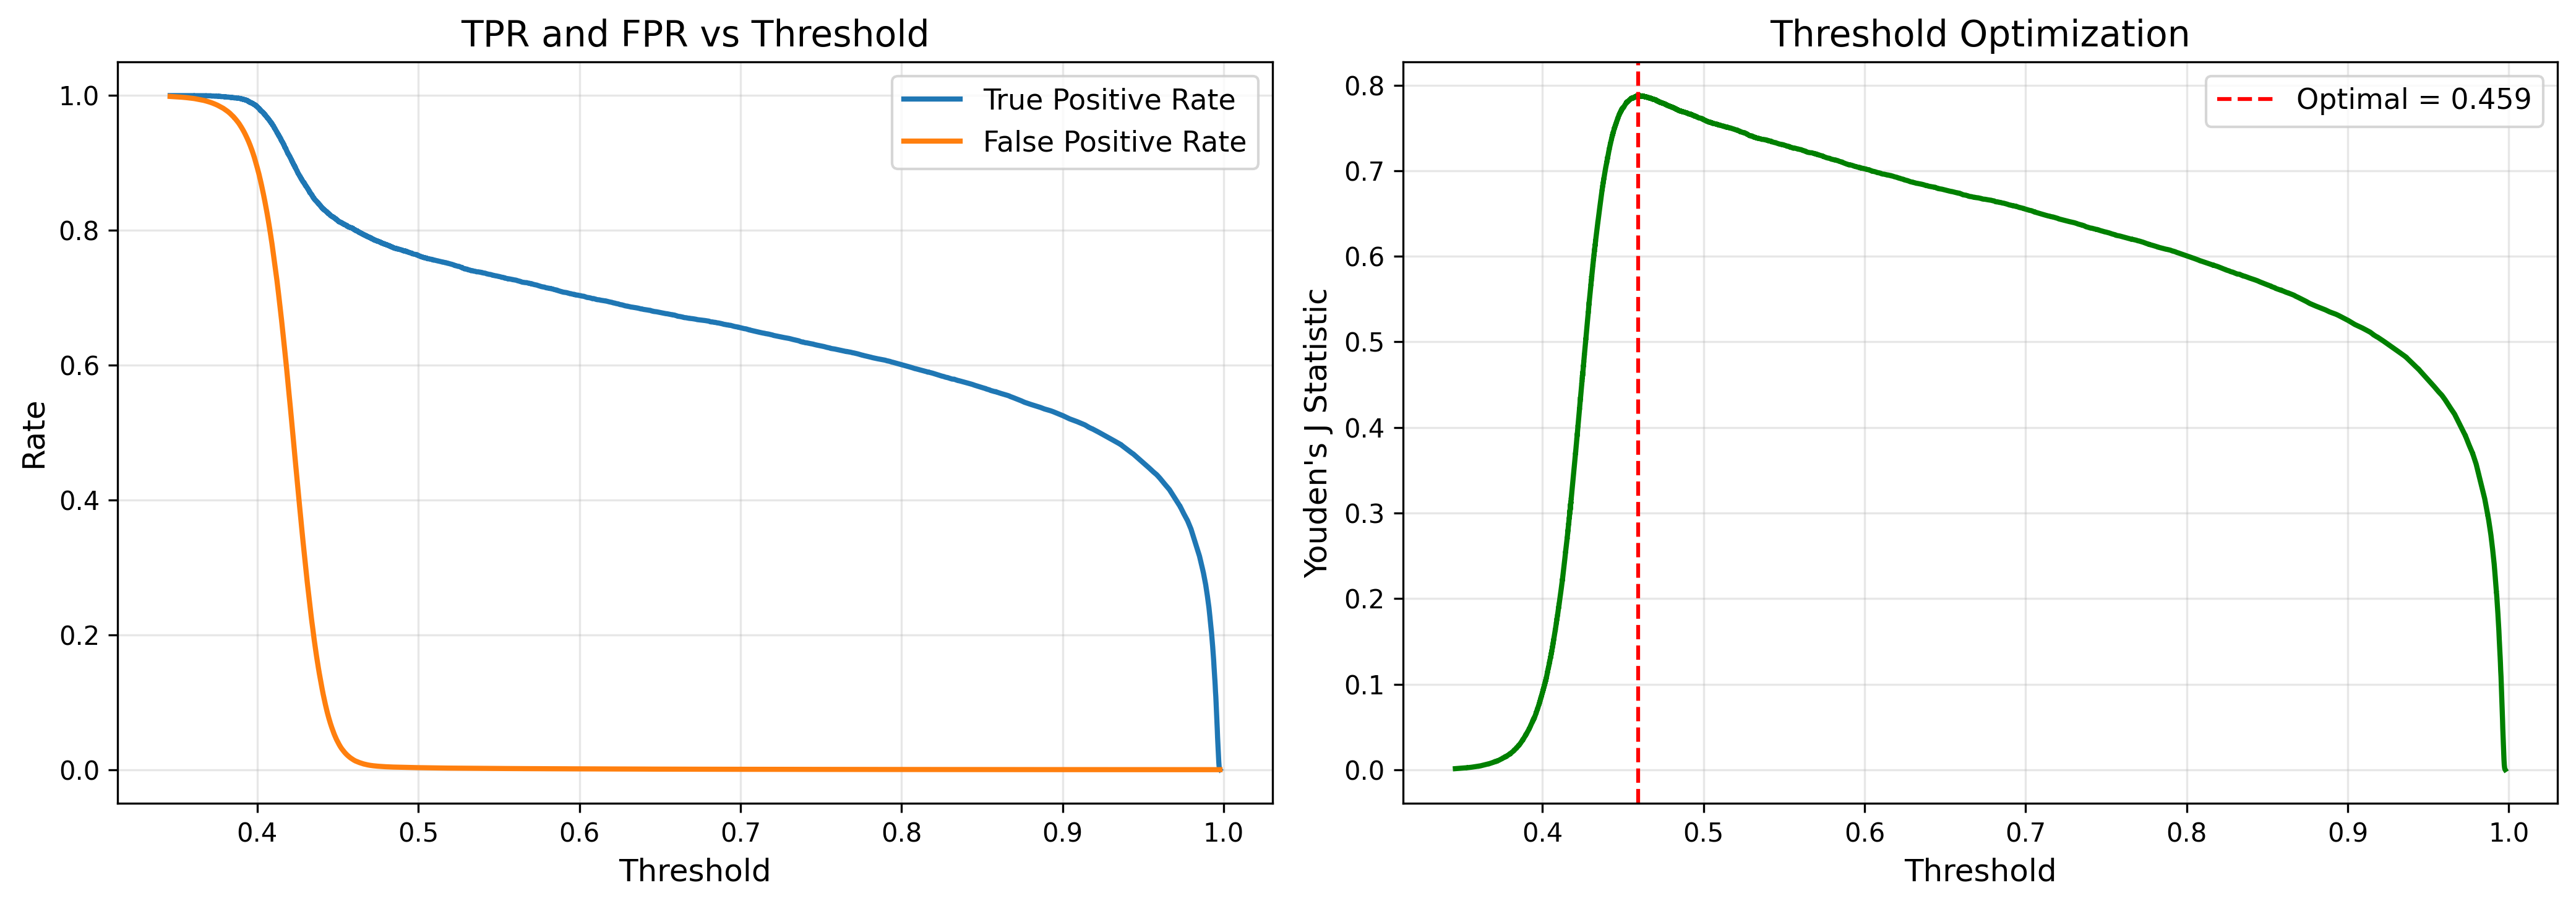 TPR and FPR vs Threshold
True Positive Rate
False Positive Rate
Rate
1.0
0.8
0.6
0.4
0.2
0.0
0.4 0.5 0.6 0.7 0.8 0.9 1.0
Threshold
Threshold Optimization
Optimal = 0.459
Youden's J Statistic
0.8
0.7
0.6
0.5
0.4
0.3
0.2
0.1
0.0
0.4 0.5 0.6 0.7 0.8 0.9 1.0
Threshold